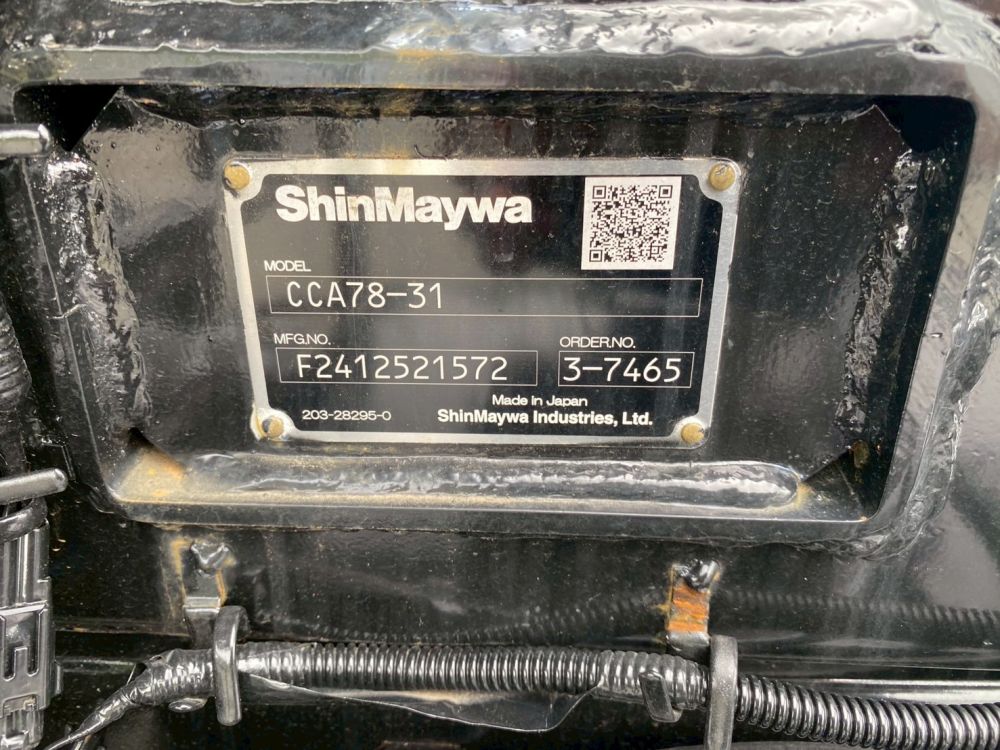 ShinMaywa
MODEL
CCA78-31
MFG.NO.
F2412521572
ORDER.NO.
3-7465
Made in Japan
203-28295-0
ShinMaywa Industries, Ltd.